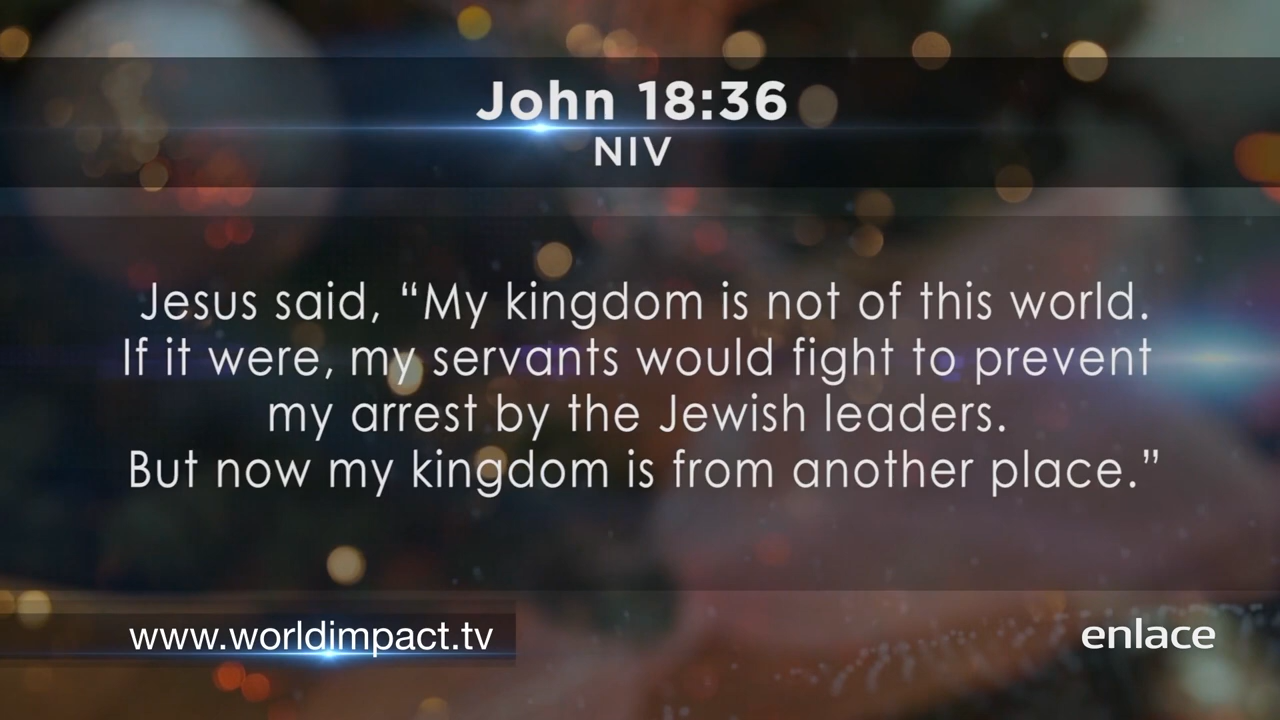 John 18:36
NIV
Jesus said, “My kingdom is not of this world.
If it were, my servants would fight to prevent
my arrest by the Jewish leaders.
But now my kingdom is from another place.”
www.worldimpact.tv
enlace